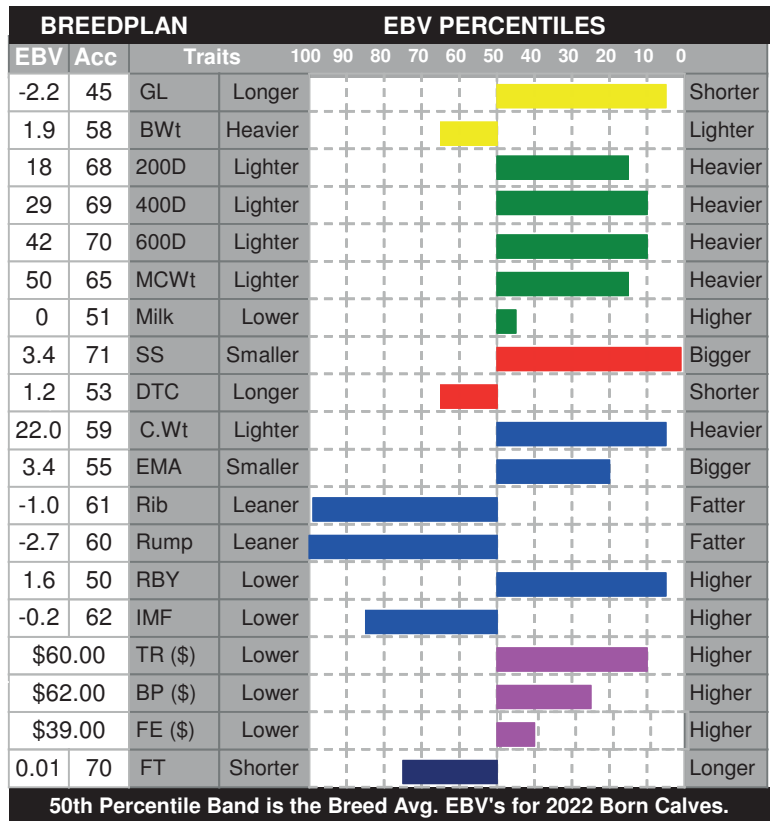 BREEDPLAN EBV PERCENTILES
EBV Acc Traits 100 90 80 70 60 50 40 30 20 10 0
-2.2 45 GL Longer Shorter
1.9 58 BWt Heavier Lighter
18 68 200D Lighter Heavier
29 69 400D Lighter Heavier
42 70 600D Lighter Heavier
50 65 MCWt Lighter Heavier
0 51 Milk Lower Higher
3.4 71 SS Smaller Bigger
1.2 53 DTC Longer Shorter
22.0 59 C.Wt Lighter Heavier
3.4 55 EMA Smaller Bigger
-1.0 61 Rib Leaner Fatter
-2.7 60 Rump Leaner Fatter
1.6 50 RBY Lower Higher
-0.2 62 IMF Lower Higher
$60.00 TR ($) Lower Higher
$62.00 BP ($) Lower Higher
$39.00 FE ($) Lower Higher
0.01 70 FT Shorter Longer
50th Percentile Band is the Breed Avg. EBV's for 2022 Born Calves.